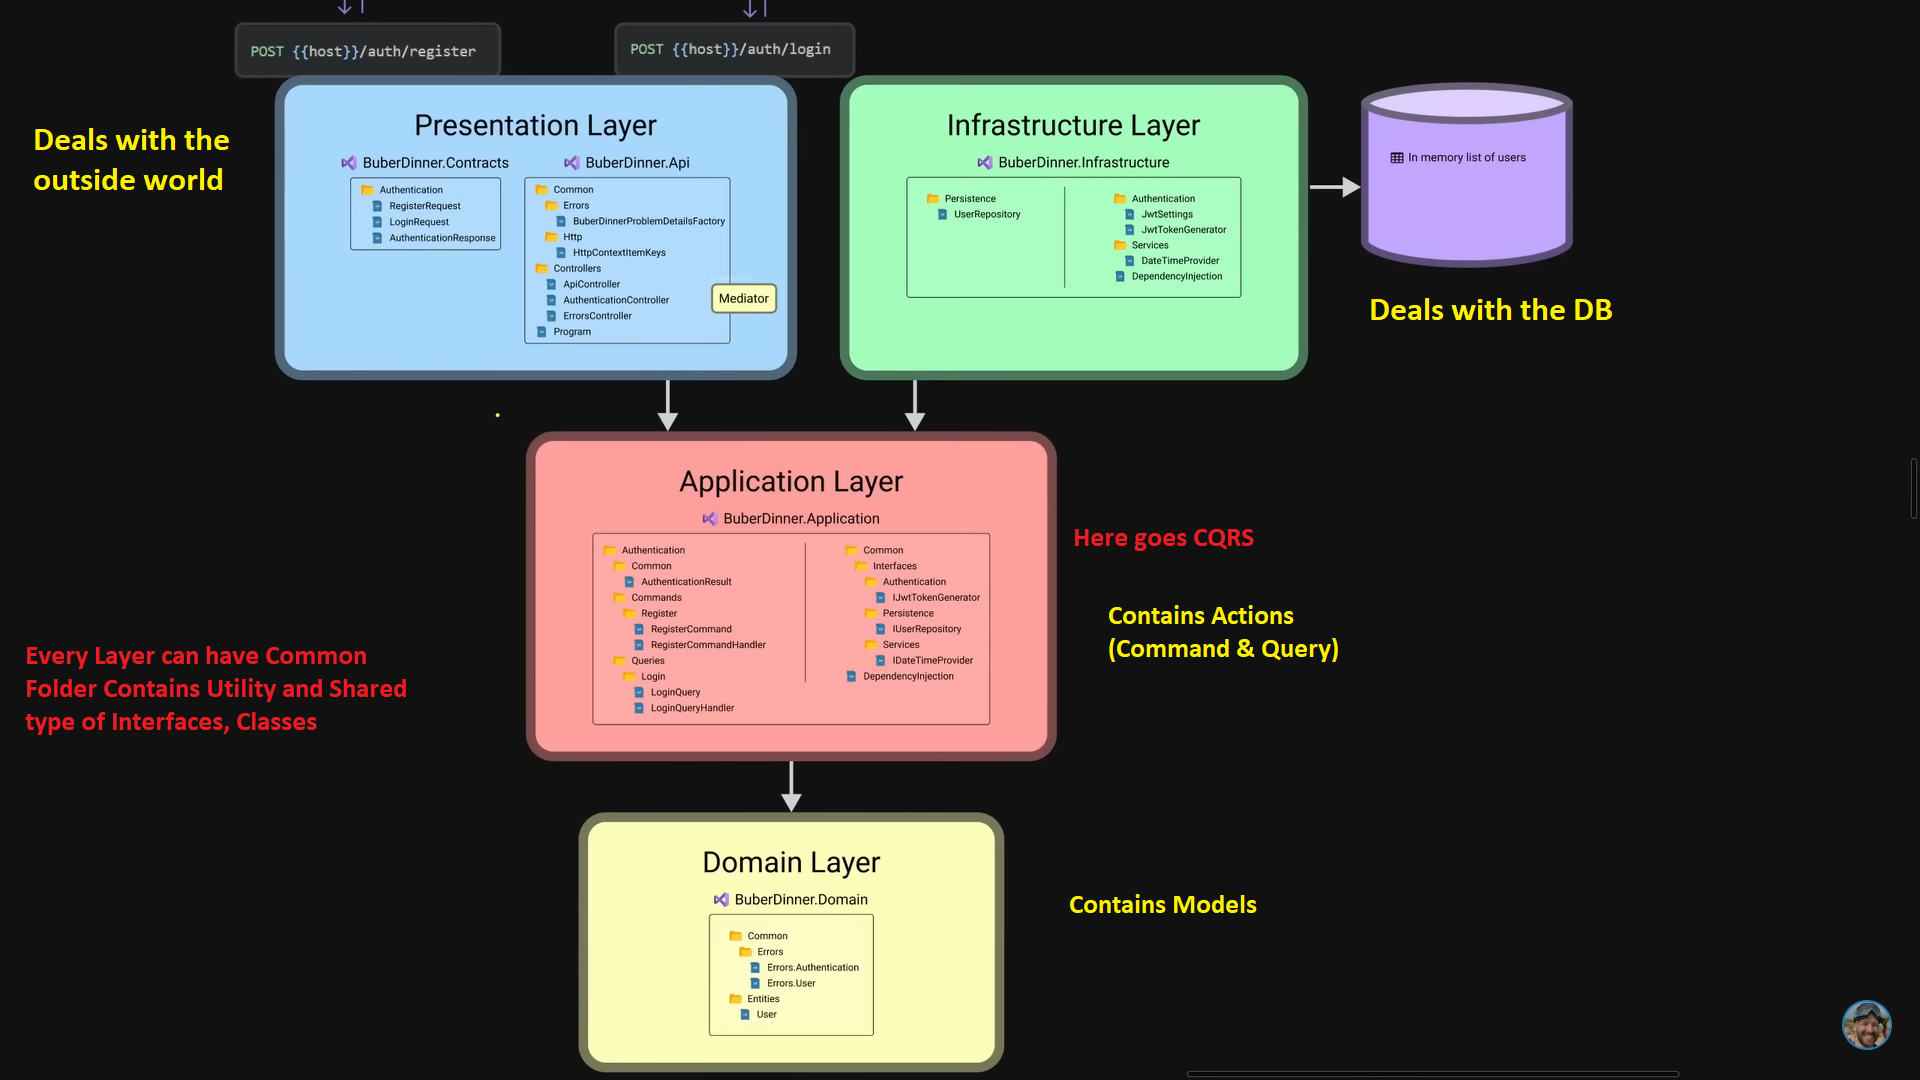 POST {{host}}/auth/register
POST {{host}}/auth/login
Deals with the
outside world
Presentation Layer
BuberDinner.Contracts
Authentication
RegisterRequest
LoginRequest
AuthenticationResponse
BuberDinner.Api
Common
Errors
BuberDinnerProblemDetailsFactory
Http
HttpContextItemKeys
Controllers
ApiController
AuthenticationController
ErrorsController
Program
Mediator
Infrastructure Layer
BuberDinner.Infrastructure
Persistence
UserRepository
Authentication
JwtSettings
JwtTokenGenerator
Services
DateTimeProvider
DependencyInjection
In memory list of users
Deals with the DB
Application Layer
BuberDinner.Application
Authentication
Common
AuthenticationResult
Commands
Register
RegisterCommand
RegisterCommandHandler
Queries
Login
LoginQuery
LoginQueryHandler
Common
Interfaces
Authentication
IJwtTokenGenerator
Persistence
IUserRepository
Services
IDateTimeProvider
DependencyInjection
Here goes CQRS
Contains Actions
(Command & Query)
Every Layer can have Common
Folder Contains Utility and Shared
type of Interfaces, Classes
Domain Layer
BuberDinner.Domain
Common
Errors
Errors.Authentication
Errors.User
Entities
User
Contains Models